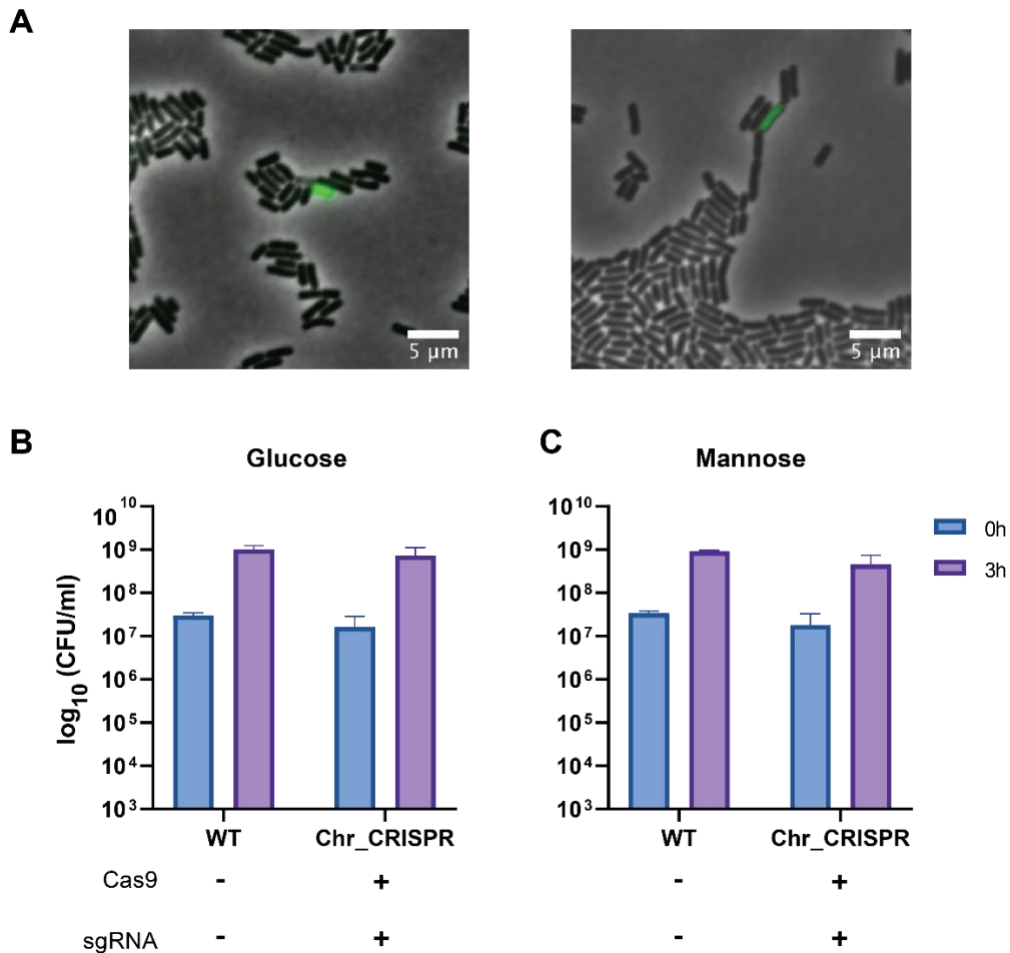 A
5 μm
5 μm
B
Glucose
log10 (CFU/ml)
10^10
10^9
10^8
10^7
10^6
10^5
10^4
10^3
WT
Chr_CRISPR
Cas9
-
+
sgRNA
-
+
C
Mannose
10^10
10^9
10^8
10^7
10^6
10^5
10^4
10^3
WT
Chr_CRISPR
-
+
-
+
0h
3h